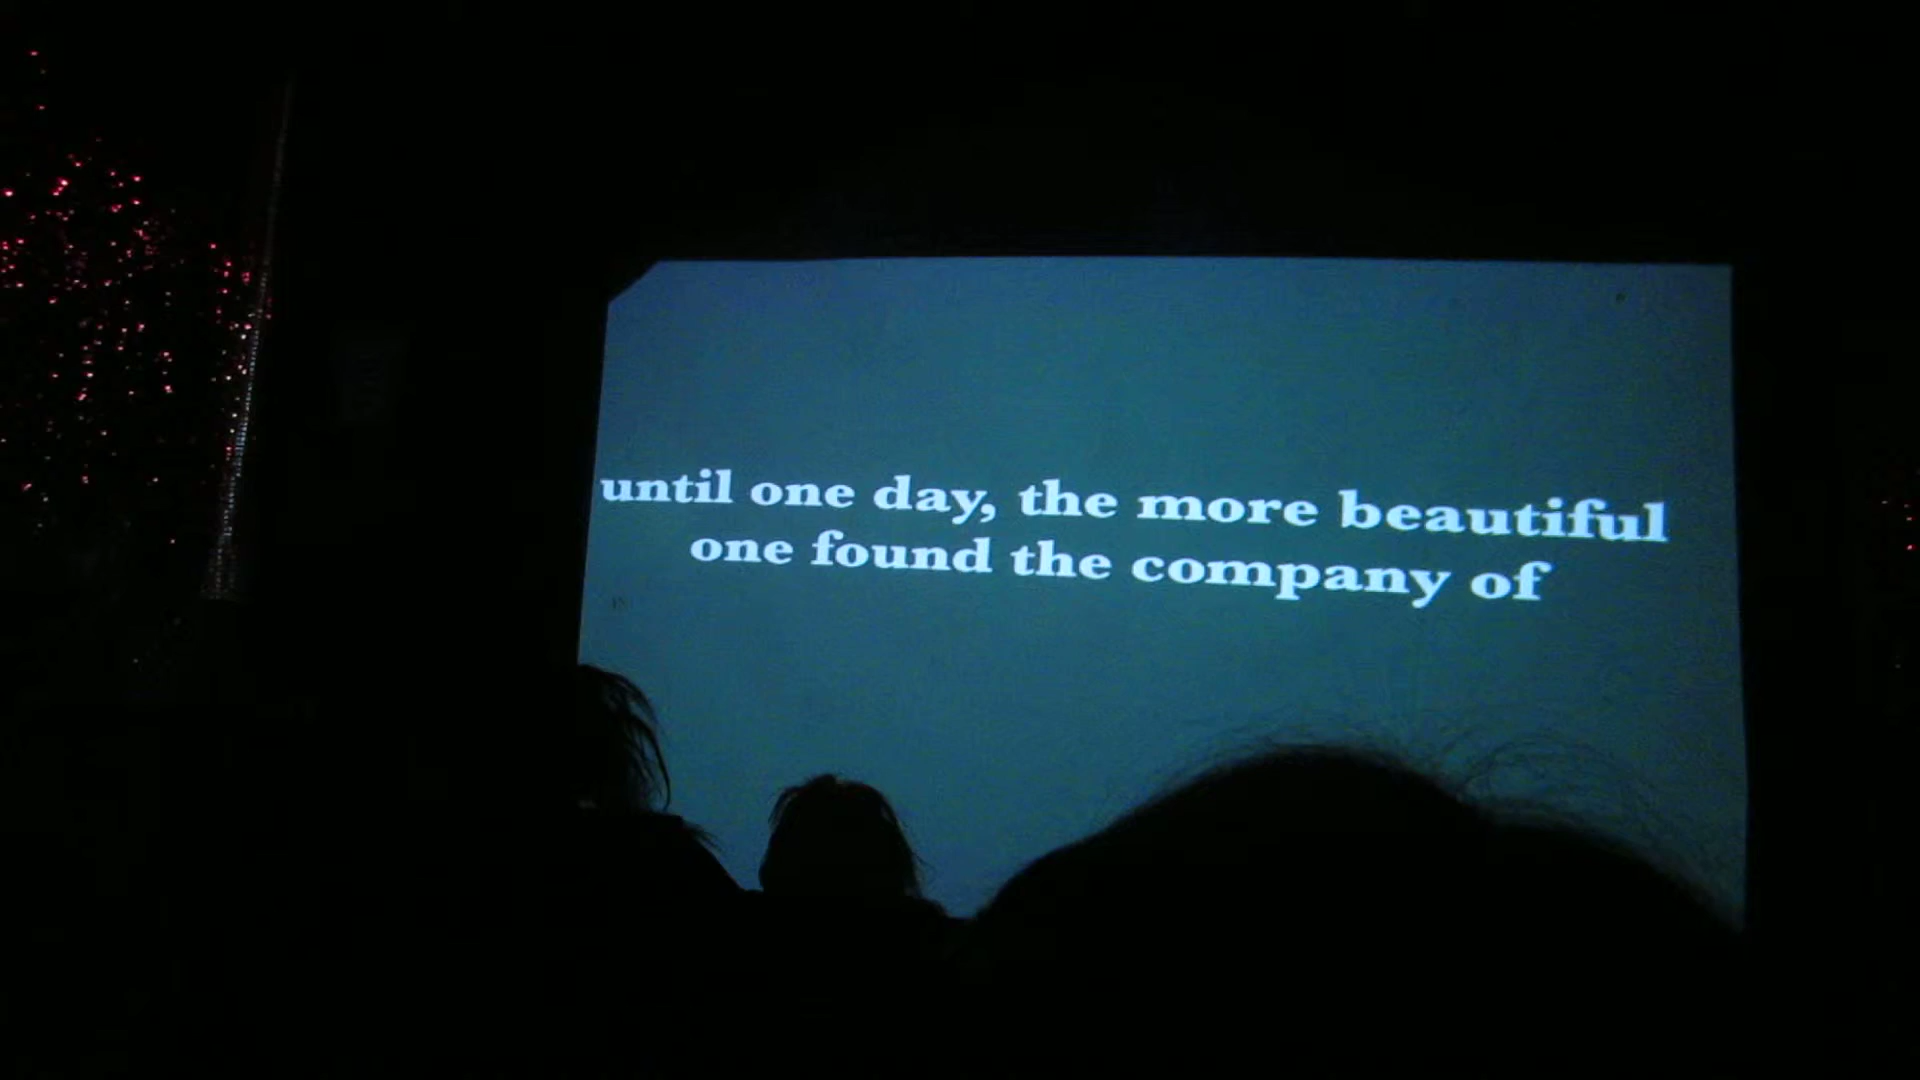 until one day, the more beautiful
one found the company of